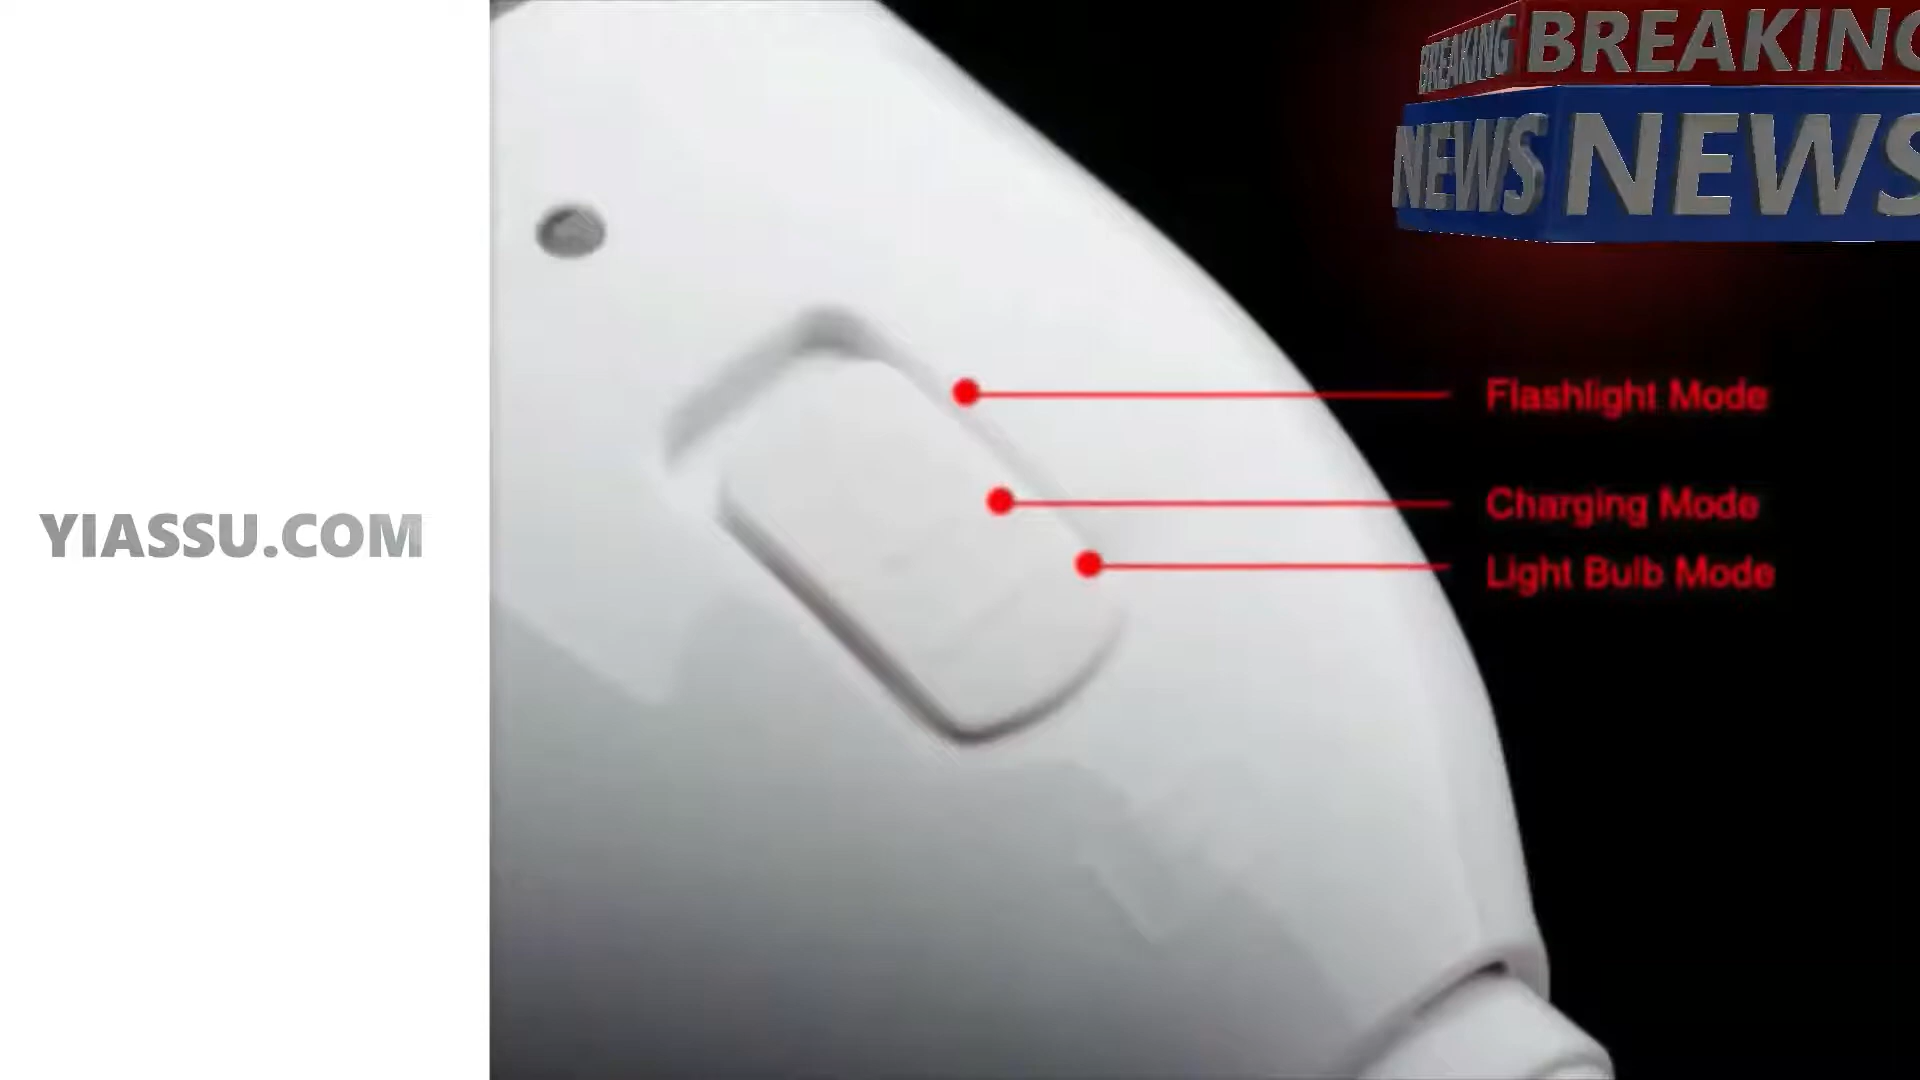 BREAKING BREAKING
NEWS NEWS
Flashlight Mode
Charging Mode
Light Bulb Mode
YIASSU.COM